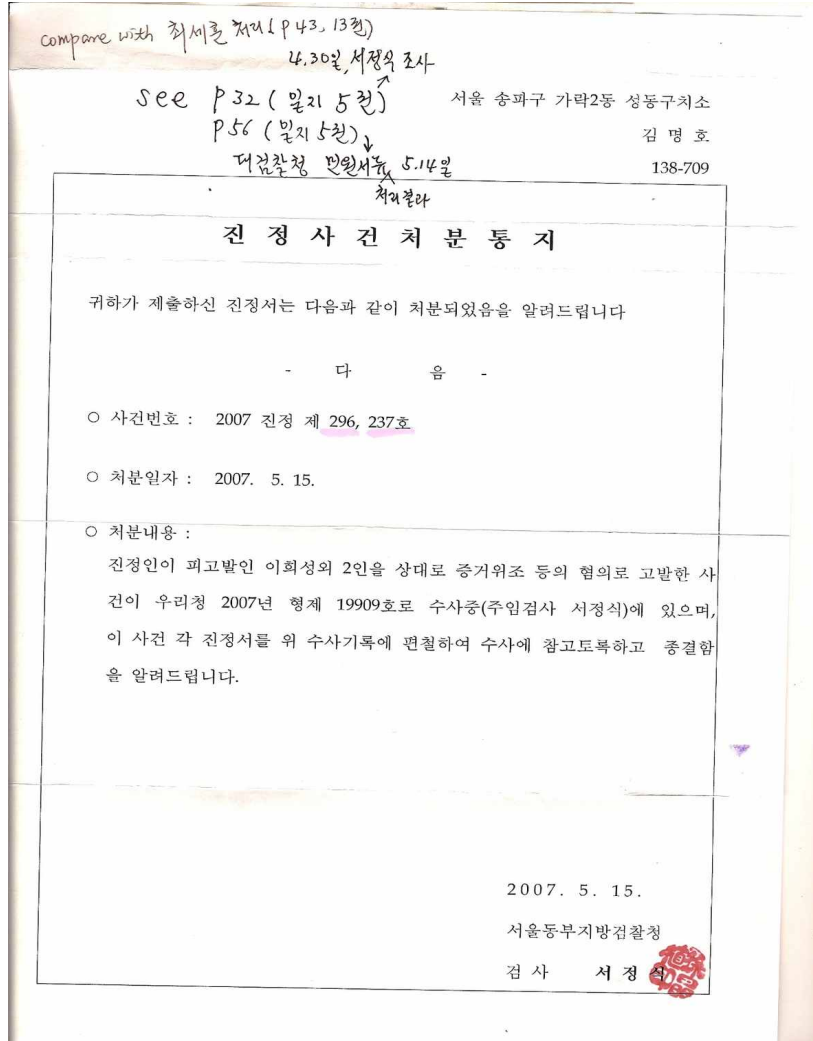 compare with 최세훈 처리 (P 43, 13권)
4.30일, 서정식 조사
see P 32 (일지 5권)
P 56 (일지 5권)
대검찰청 민원서류 5.14일
처리결과
서울 송파구 가락2동 성동구치소
김 명 호
138-709
진 정 사 건 처 분 통 지
귀하가 제출하신 진정서는 다음과 같이 처분되었음을 알려드립니다
- 다 음 -
○ 사건번호 : 2007 진정 제 296, 237호
○ 처분일자 : 2007. 5. 15.
○ 처분내용 :
진정인이 피고발인 이희성외 2인을 상대로 증거위조 등의 혐의로 고발한 사
건이 우리청 2007년 형제 19909호로 수사중(주임검사 서정식)에 있으며,
이 사건 각 진정서를 위 수사기록에 편철하여 수사에 참고토록하고 종결함
을 알려드립니다.
2007. 5. 15.
서울동부지방검찰청
검 사 서 정 식